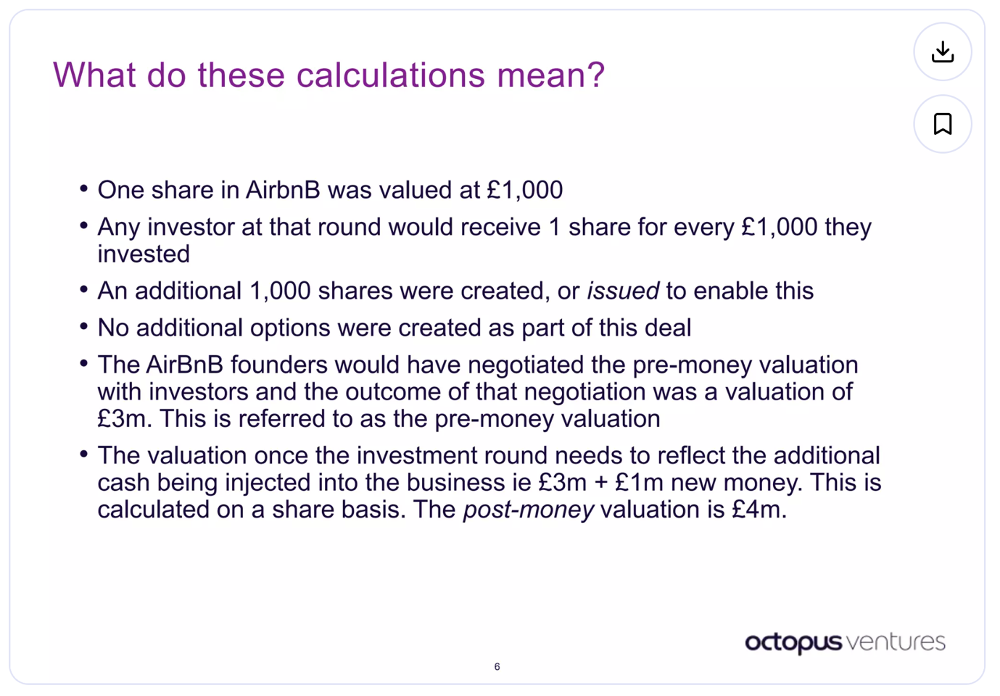 What do these calculations mean?
• One share in AirbnB was valued at £1,000
• Any investor at that round would receive 1 share for every £1,000 they
invested
• An additional 1,000 shares were created, or issued to enable this
• No additional options were created as part of this deal
• The AirBnB founders would have negotiated the pre-money valuation
with investors and the outcome of that negotiation was a valuation of
£3m. This is referred to as the pre-money valuation
• The valuation once the investment round needs to reflect the additional
cash being injected into the business ie £3m + £1m new money. This is
calculated on a share basis. The post-money valuation is £4m.
octopus ventures
6